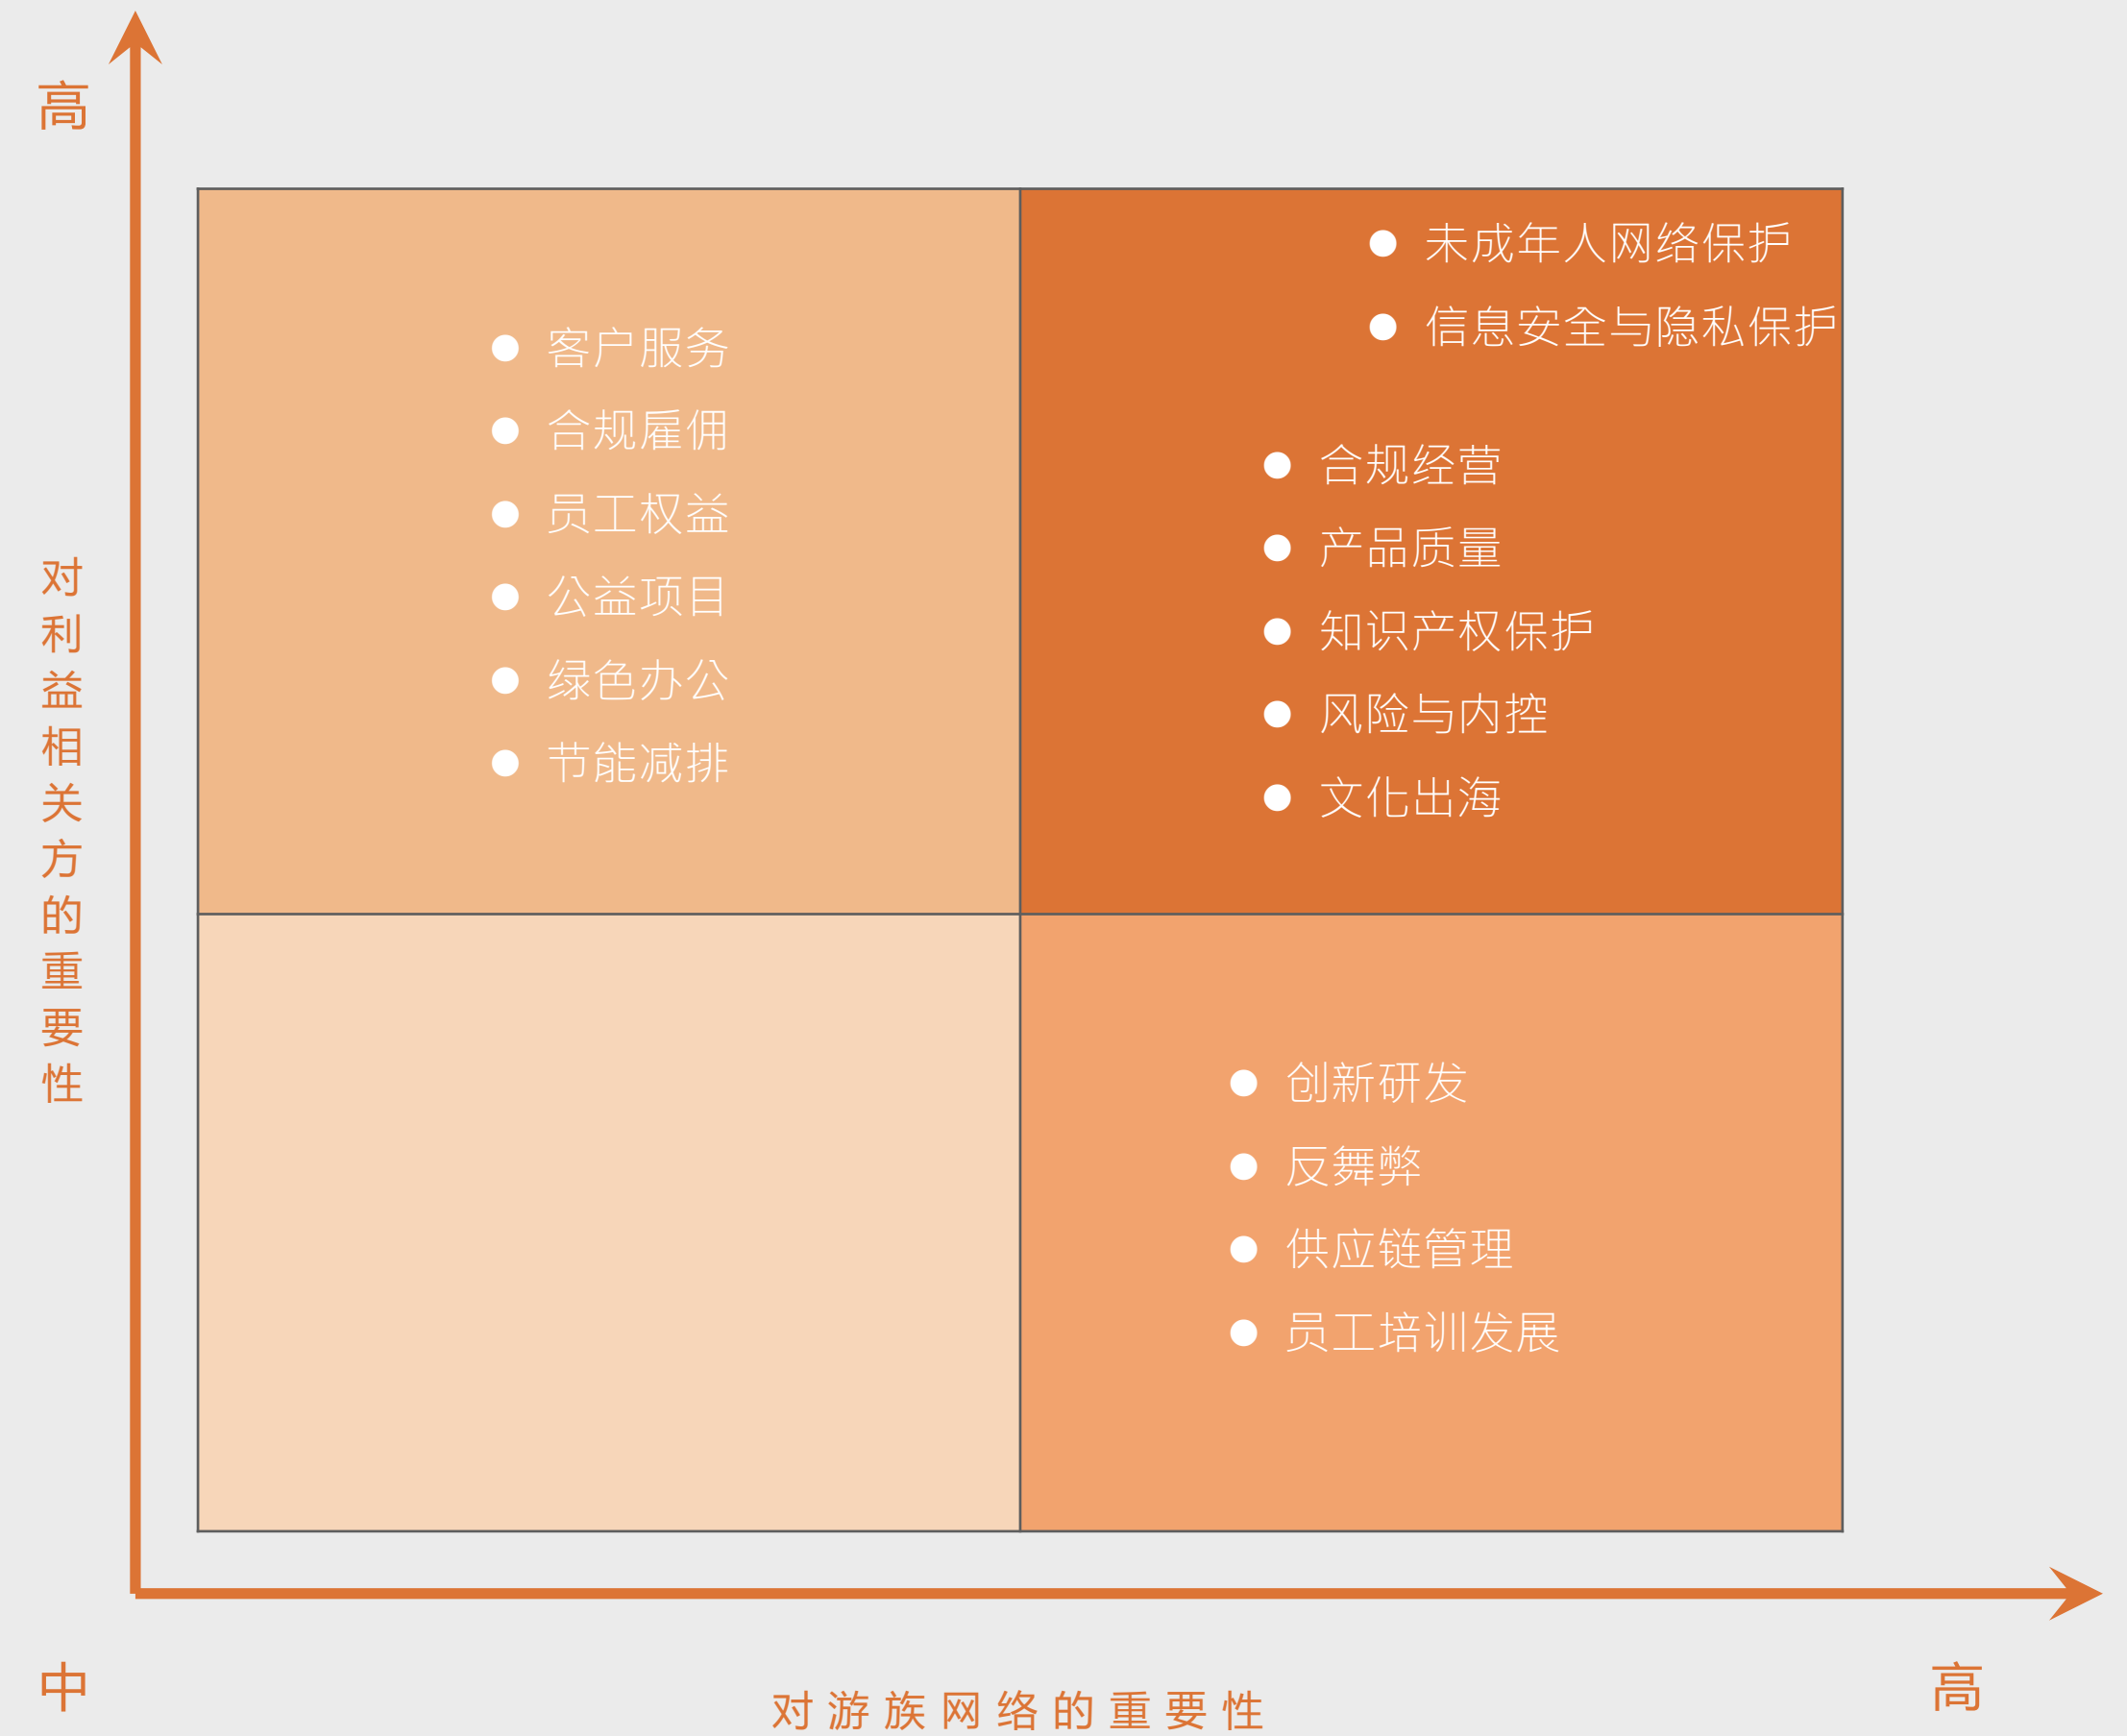 高
对利益相关方的重要性
客户服务
合规雇佣
员工权益
公益项目
绿色办公
节能减排
未成年人网络保护
信息安全与隐私保护
合规经营
产品质量
知识产权保护
风险与内控
文化出海
创新研发
反舞弊
供应链管理
员工培训发展
中
对游族网络的重要性
高